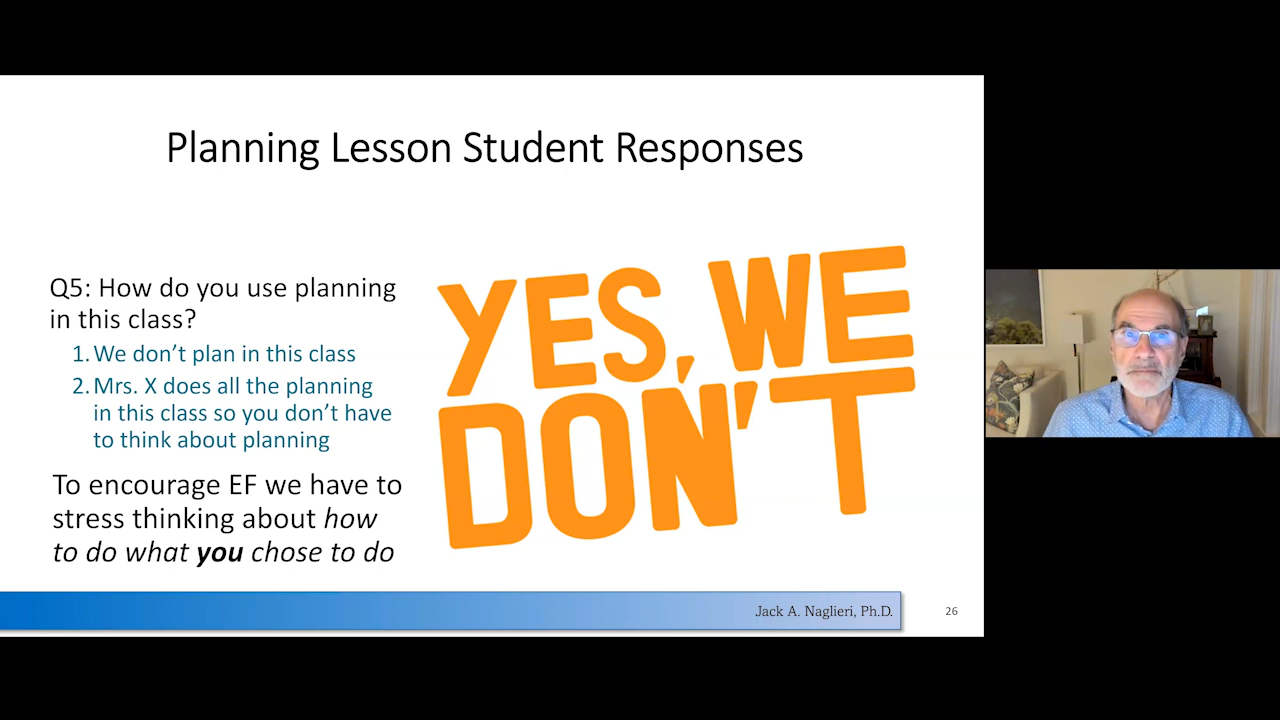 Planning Lesson Student Responses
Q5: How do you use planning
in this class?
1. We don’t plan in this class
2. Mrs. X does all the planning
in this class so you don’t have
to think about planning
To encourage EF we have to
stress thinking about how
to do what you chose to do
YES, WE
DON'T
Jack A. Naglieri, Ph.D.
26